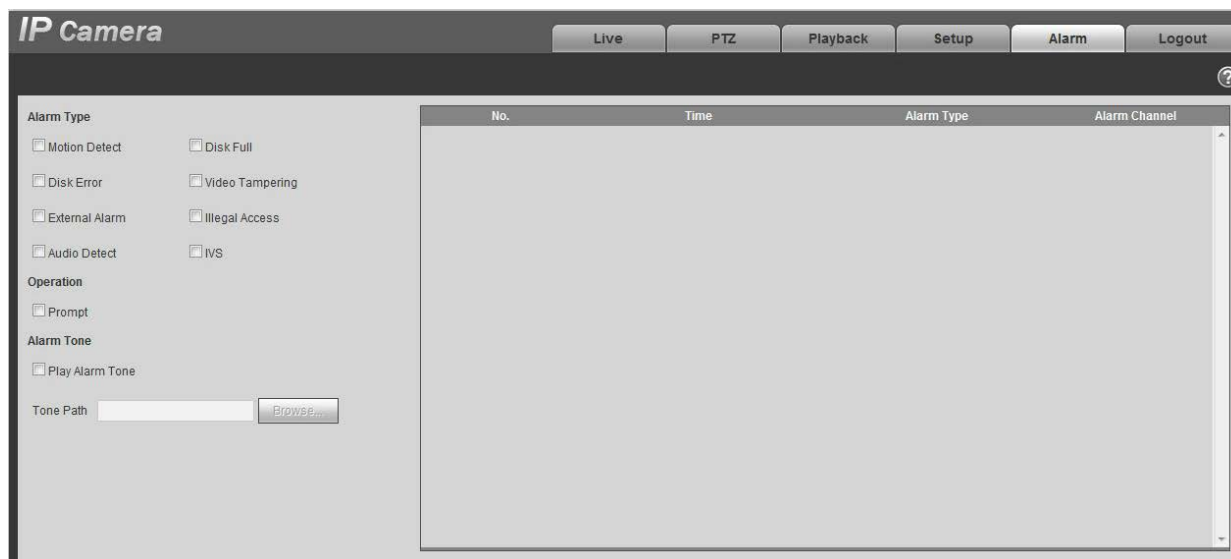 IP Camera
Live PTZ Playback Setup Alarm Logout
?
Alarm Type
Motion Detect Disk Full
Disk Error Video Tampering
External Alarm Illegal Access
Audio Detect IVS
Operation
Prompt
Alarm Tone
Play Alarm Tone
Tone Path Browse...
No. Time Alarm Type Alarm Channel